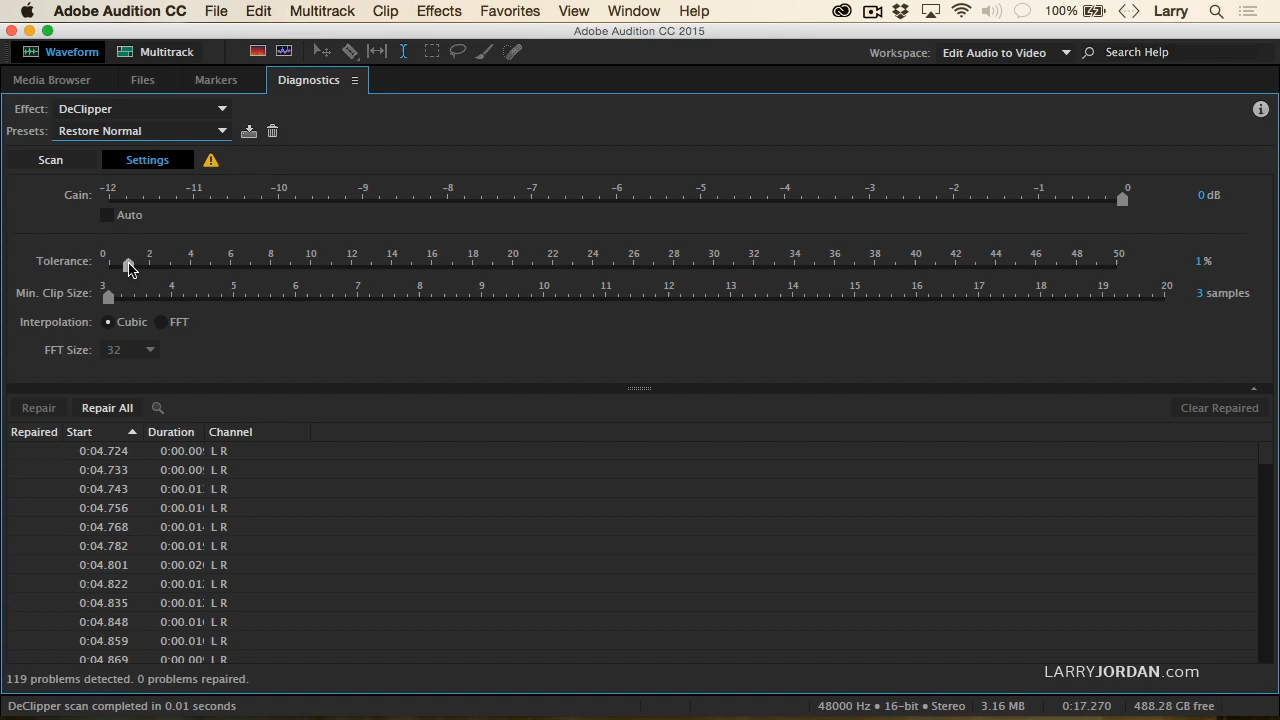 Adobe Audition CC File Edit Multitrack Clip Effects Favorites View Window Help 100% Larry
Adobe Audition CC 2015
Waveform Multitrack Workspace: Edit Audio to Video Search Help
Media Browser Files Markers Diagnostics
Effect: DeClipper
Presets: Restore Normal
Scan Settings
-12 -11 -10 -9 -8 -7 -6 -5 -4 -3 -2 -1 0
Gain: 0 dB
Auto
0 2 4 6 8 10 12 14 16 18 20 22 24 26 28 30 32 34 36 38 40 42 44 46 48 50
Tolerance: 1 %
3 4 5 6 7 8 9 10 11 12 13 14 15 16 17 18 19 20
Min. Clip Size: 3 samples
Interpolation: Cubic FFT
FFT Size: 32
Repair Repair All Clear Repaired
Repaired Start Duration Channel
0:04.724 0:00.009 L R
0:04.733 0:00.009 L R
0:04.743 L R
0:04.756 L R
0:04.768 L R
0:04.782 L R
0:04.801 L R
0:04.822 L R
0:04.835 L R
0:04.848 L R
0:04.859 L R
0:04.869 L R
119 problems detected. 0 problems repaired.
LARRYJORDAN.com
DeClipper scan completed in 0.01 seconds 48000 Hz • 16-bit • Stereo 3.16 MB 0:17.270 488.28 GB free